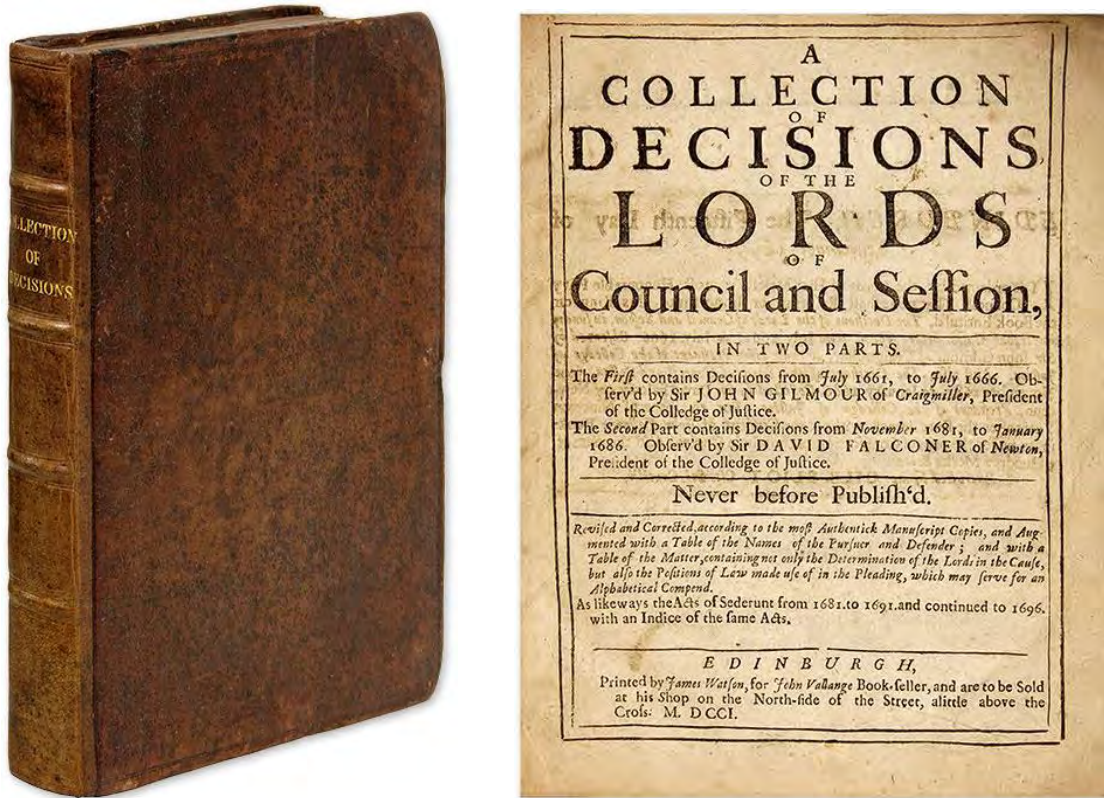 COLLECTION
OF
DECISIONS
A
COLLECTION
OF
DECISIONS
OF THE
LORDS
OF
Council and Seſſion,
IN TWO PARTS.
The Firſt contains Deciſions from July 1661, to July 1666. Ob-
ſerv'd by Sir JOHN GILMOUR of Craigmiller, Preſident
of the Colledge of Juſtice.
The Second Part contains Deciſions from November 1681, to January
1686. Obſerv'd by Sir DAVID FALCONER of Newton,
Preſident of the Colledge of Juſtice.
Never before Publiſh'd.
Reviſed and Corrected, according to the moſt Authentick Manuſcript Copies, and Aug-
mented with a Table of the Names of the Purſuer and Defender; and with a
Table of the Matter, containing not only the Determination of the Lords in the Cauſe,
but alſo the Poſitions of Law made uſe of in the Pleading, which may ſerve for an
Alphabetical Compend.
As likeways the Acts of Sederunt from 1681. to 1691. and continued to 1696.
with an Indice of the ſame Acts.
EDINBURGH,
Printed by James Watſon, for John Vallange Book-ſeller, and are to be Sold
at his Shop on the North-ſide of the Street, alittle above the
Croſs. M. DCCI.